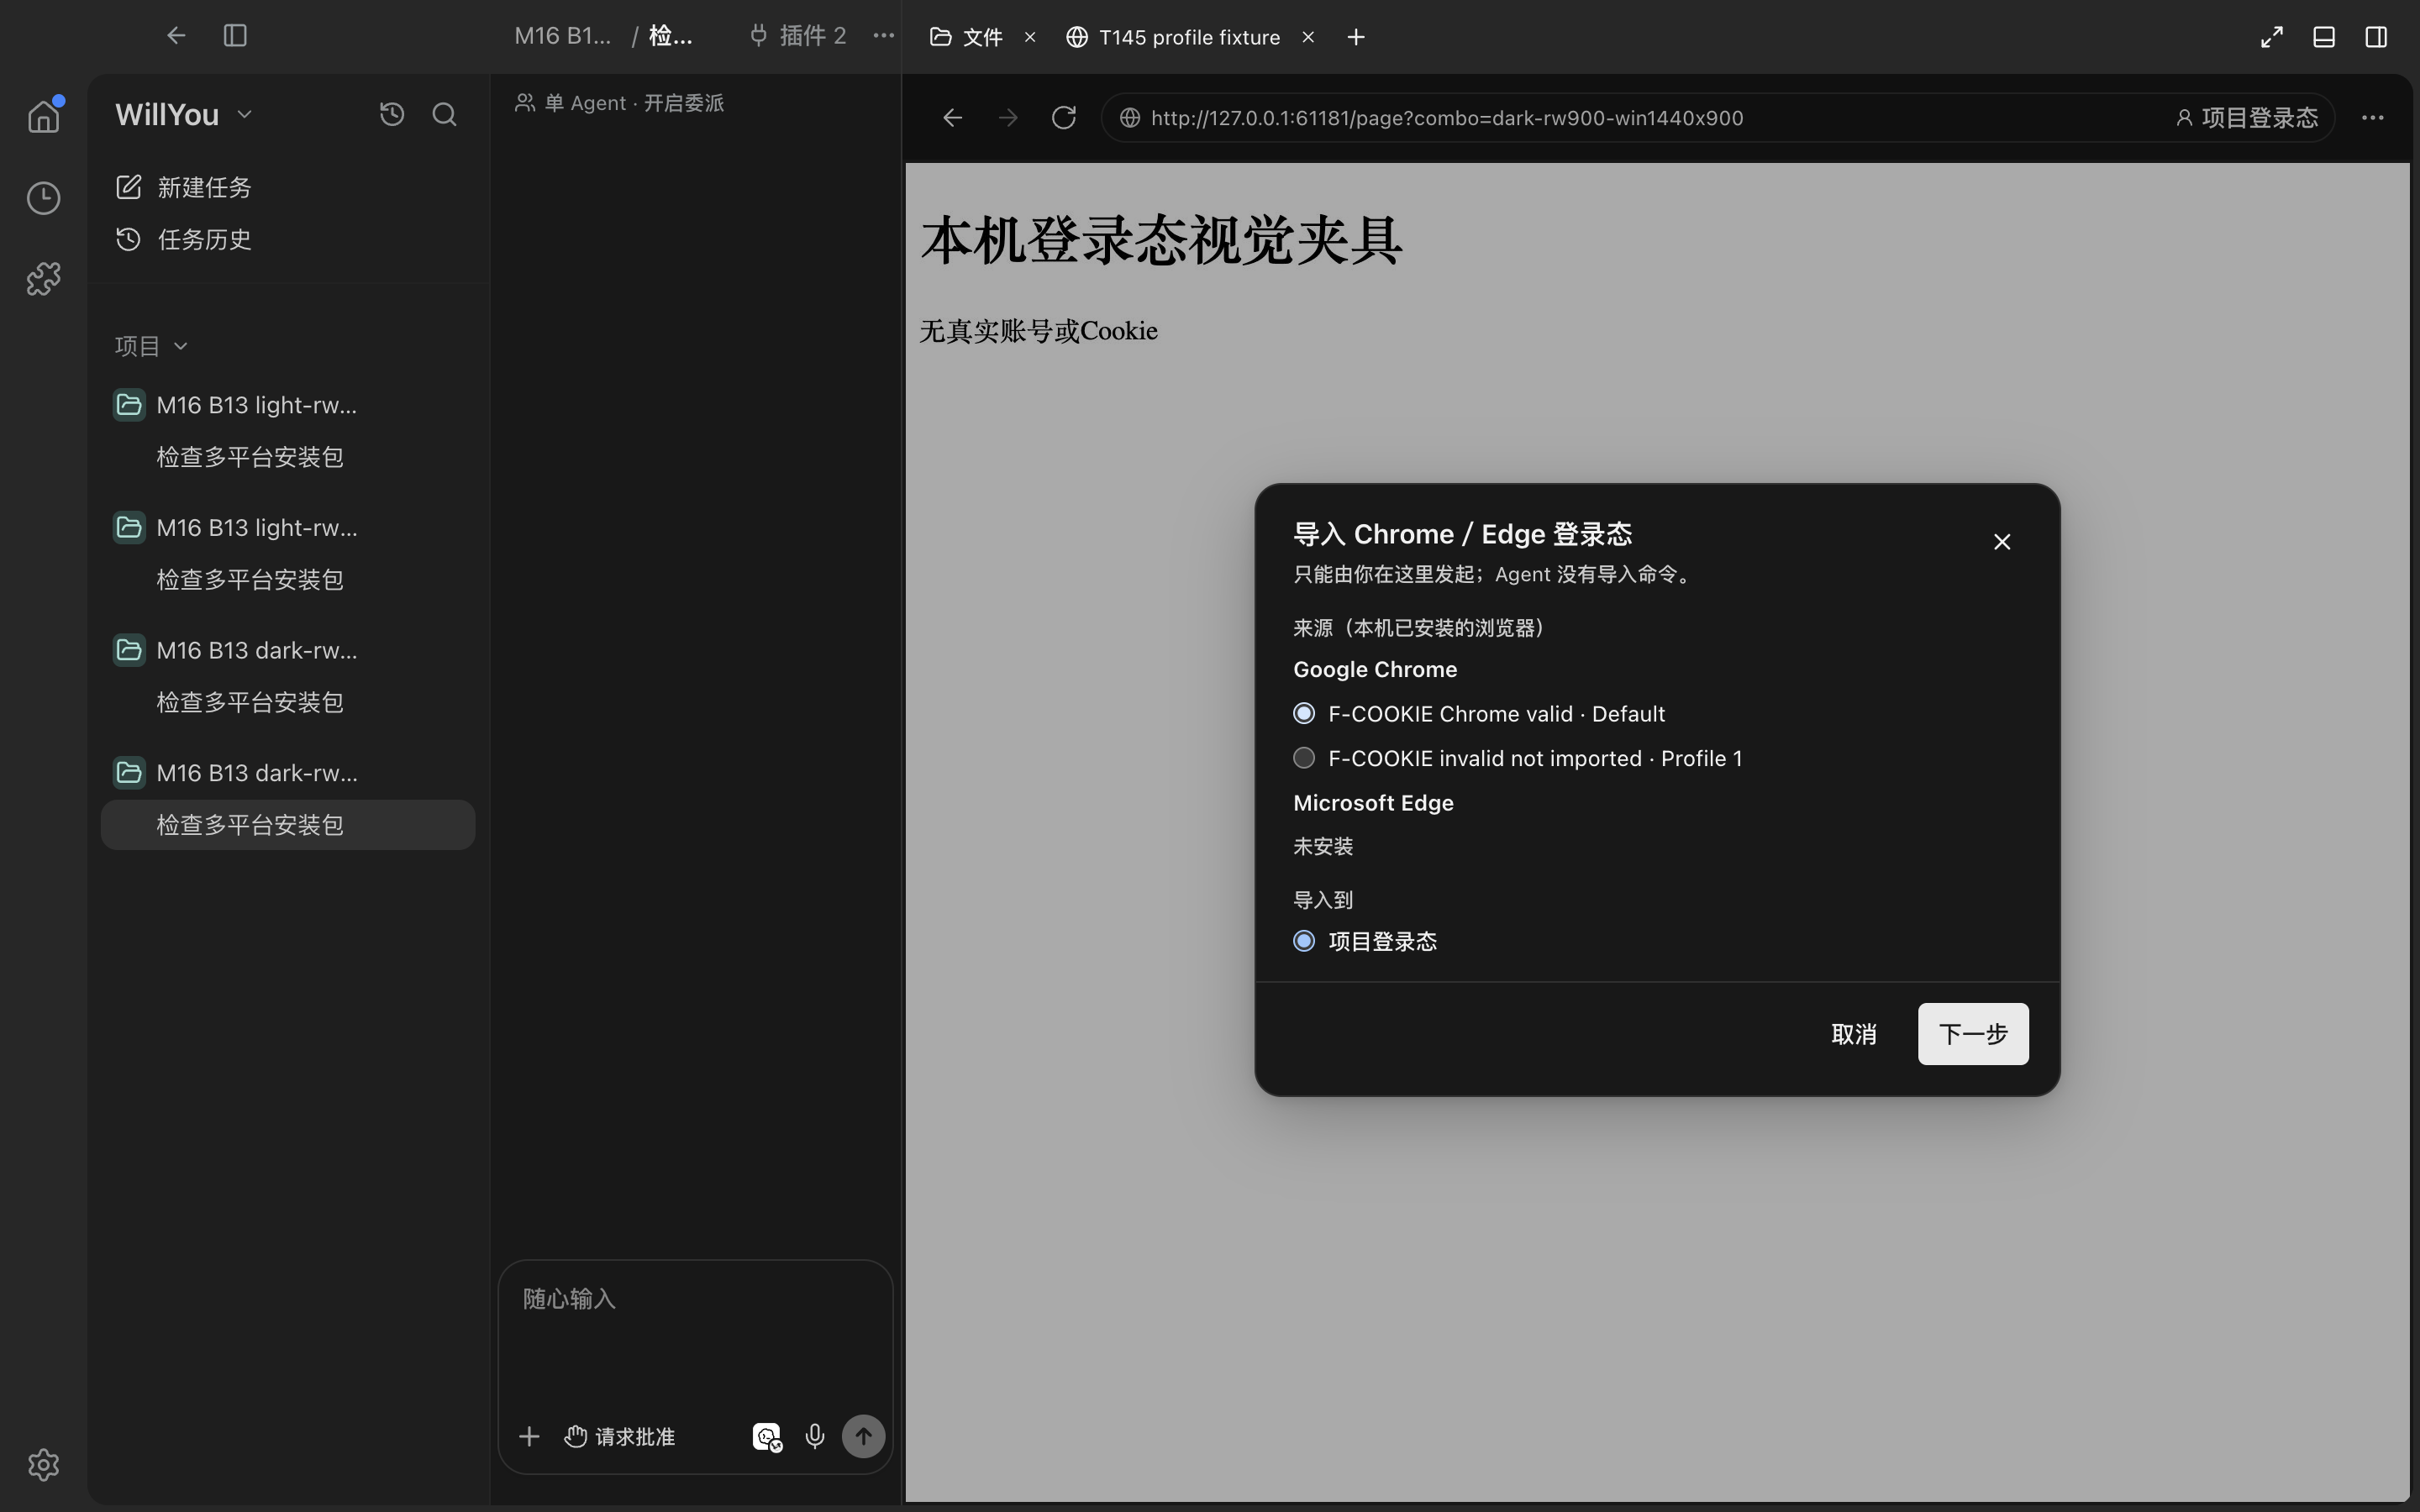 M16 B1... / 检...
插件 2
文件
T145 profile fixture
WillYou
单 Agent · 开启委派
http://127.0.0.1:61181/page?combo=dark-rw900-win1440x900
项目登录态
新建任务
任务历史
项目
M16 B13 light-rw...
检查多平台安装包
M16 B13 light-rw...
检查多平台安装包
M16 B13 dark-rw...
检查多平台安装包
M16 B13 dark-rw...
检查多平台安装包
本机登录态视觉夹具
无真实账号或Cookie
导入 Chrome / Edge 登录态
只能由你在这里发起；Agent 没有导入命令。
来源（本机已安装的浏览器）
Google Chrome
F-COOKIE Chrome valid · Default
F-COOKIE invalid not imported · Profile 1
Microsoft Edge
未安装
导入到
项目登录态
取消
下一步
随心输入
请求批准